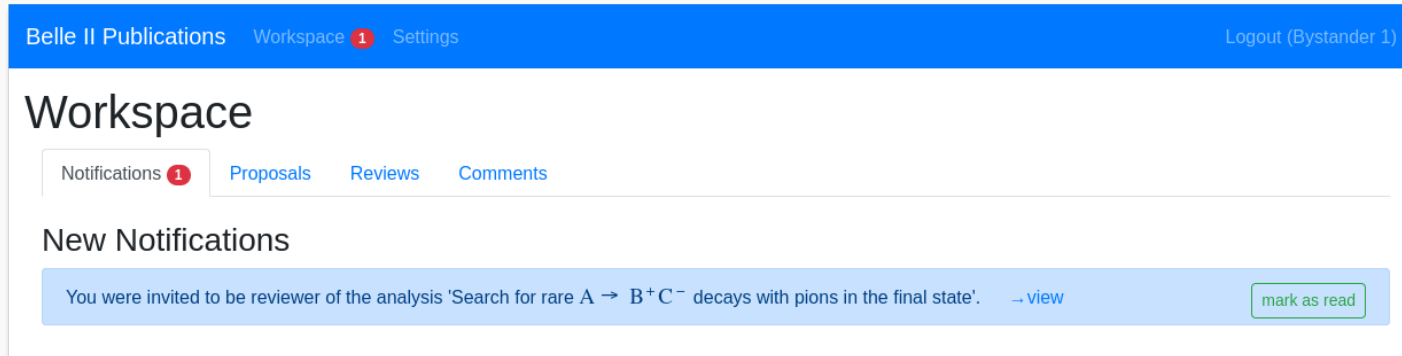 Belle II Publications Workspace 1 Settings Logout (Bystander 1)
Workspace
Notifications 1 Proposals Reviews Comments
New Notifications
You were invited to be reviewer of the analysis 'Search for rare A → B⁺C⁻ decays with pions in the final state'. →view mark as read